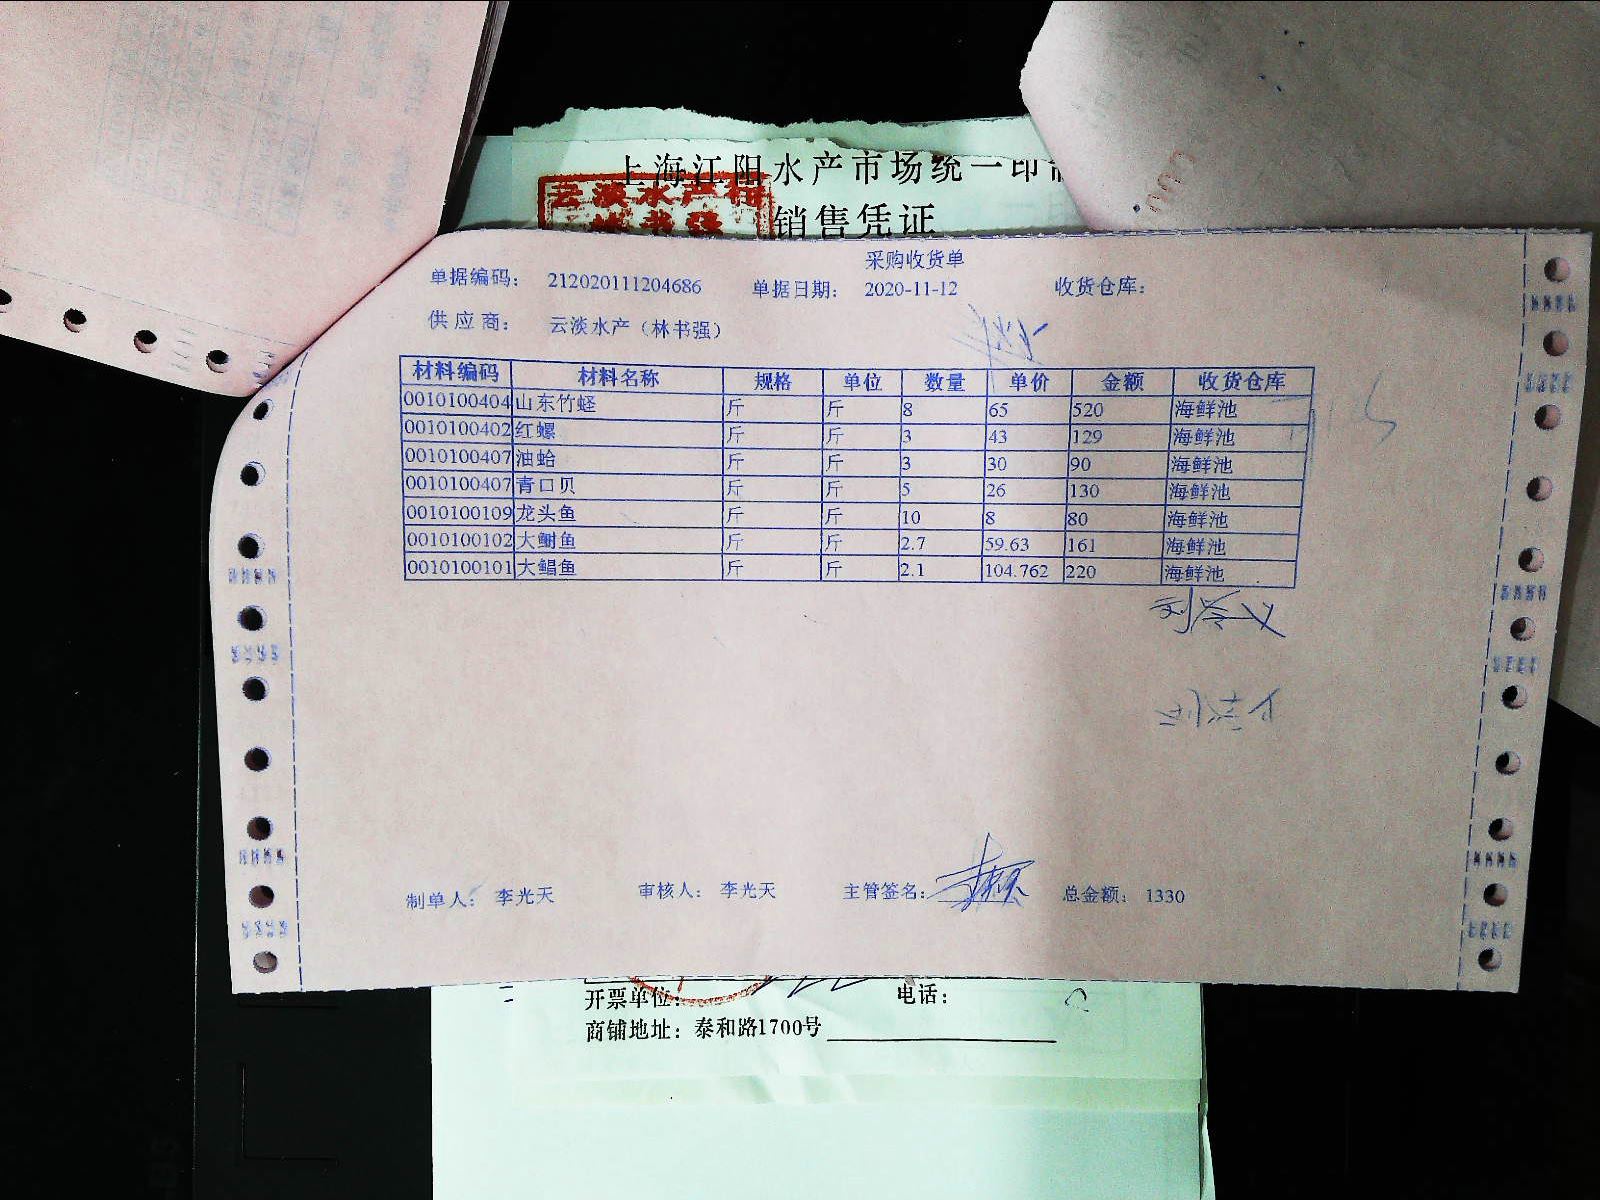 上海江阳水产市场统一印
云淡水产
林书强
销售凭证
采购收货单
单据编码: 212020111204686 单据日期: 2020-11-12 收货仓库:
供应商: 云淡水产（林书强）
材料编码 材料名称 规格 单位 数量 单价 金额 收货仓库
0010100404 山东竹蛏 斤 斤 8 65 520 海鲜池
0010100402 红螺 斤 斤 3 43 129 海鲜池
0010100407 油蛤 斤 斤 3 30 90 海鲜池
0010100407 青口贝 斤 斤 5 26 130 海鲜池
0010100109 龙头鱼 斤 斤 10 8 80 海鲜池
0010100102 大鲥鱼 斤 斤 2.7 59.63 161 海鲜池
0010100101 大鲳鱼 斤 斤 2.1 104.762 220 海鲜池
制单人: 李光天 审核人: 李光天 主管签名: 总金额: 1330
开票单位: 电话:
商铺地址: 泰和路1700号